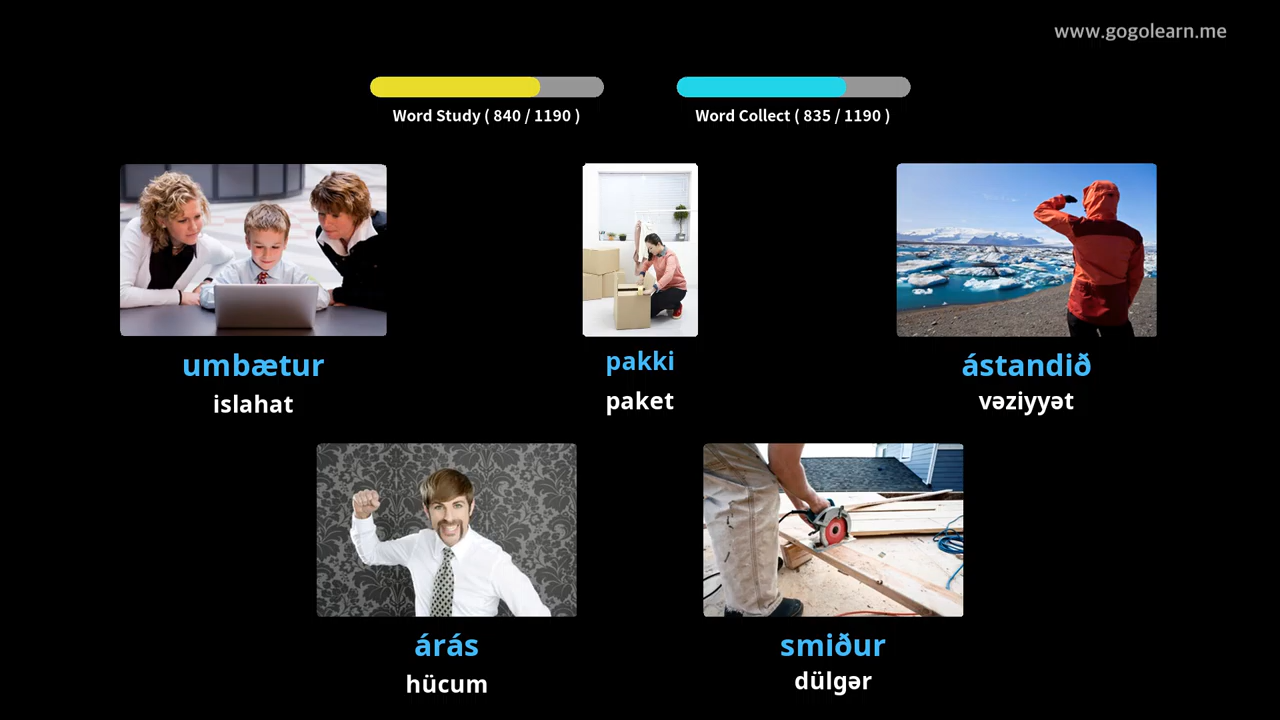 www.gogolearn.me
Word Study ( 840 / 1190 )
Word Collect ( 835 / 1190 )
umbætur
islahat
pakki
paket
ástandið
vəziyyət
árás
hücum
smiður
dülgər